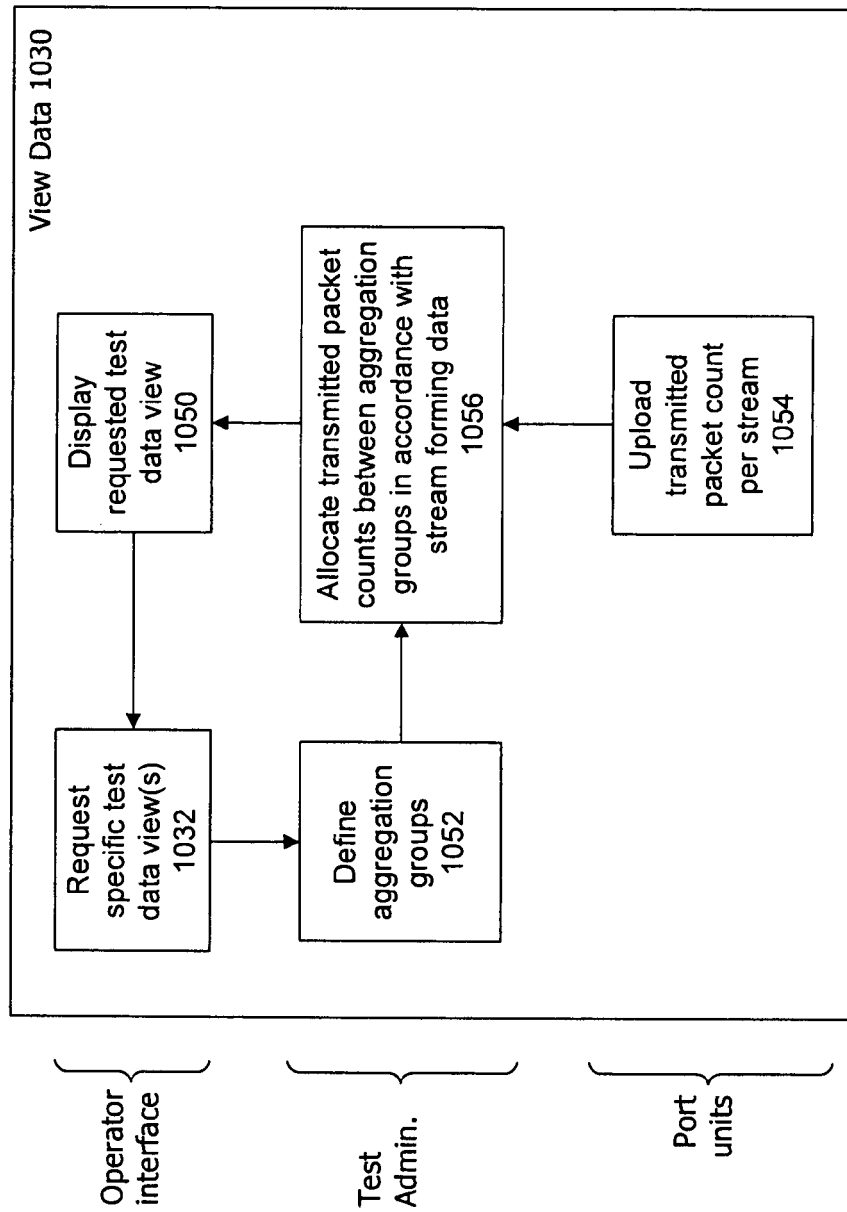 View Data 1030
Operator
interface
Request
specific test
data view(s)
1032
Display
requested test
data view
1050
Test
Admin.
Define
aggregation
groups
1052
Allocate transmitted packet
counts between aggregation
groups in accordance with
stream forming data
1056
Port
units
Upload
transmitted
packet count
per stream
1054